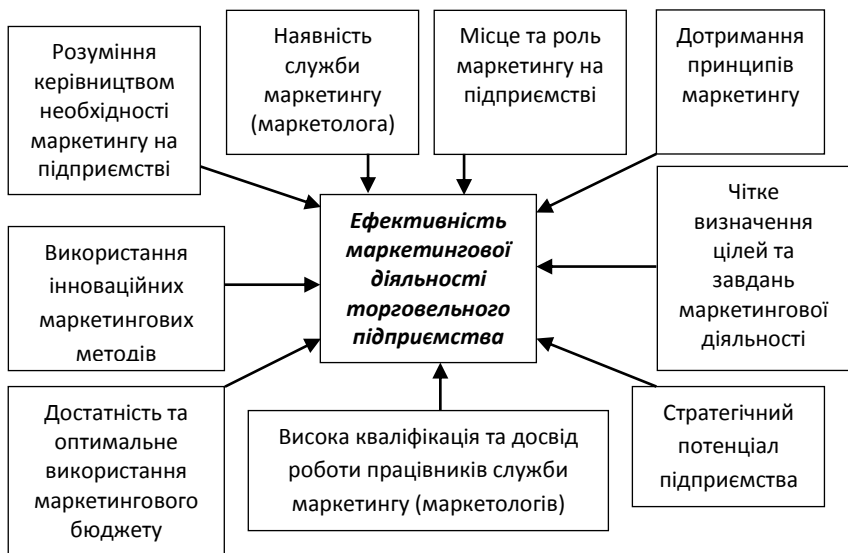 Розуміння
керівництвом
необхідності
маркетингу на
підприємстві
Наявність
служби
маркетингу
(маркетолога)
Місце та роль
маркетингу на
підприємстві
Дотримання
принципів
маркетингу
Використання
інноваційних
маркетингових
методів
Ефективність
маркетингової
діяльності
торговельного
підприємства
Чітке
визначення
цілей та
завдань
маркетингової
діяльності
Достатність та
оптимальне
використання
маркетингового
бюджету
Висока кваліфікація та досвід
роботи працівників служби
маркетингу (маркетологів)
Стратегічний
потенціал
підприємства